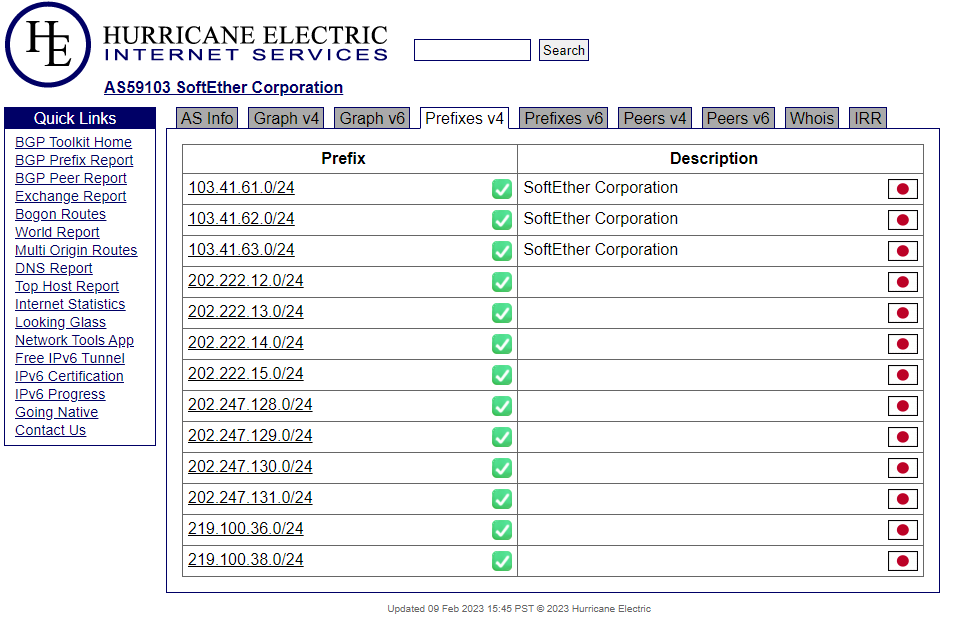 HE
HURRICANE ELECTRIC
INTERNET SERVICES
Search
AS59103 SoftEther Corporation
Quick Links
BGP Toolkit Home
BGP Prefix Report
BGP Peer Report
Exchange Report
Bogon Routes
World Report
Multi Origin Routes
DNS Report
Top Host Report
Internet Statistics
Looking Glass
Network Tools App
Free IPv6 Tunnel
IPv6 Certification
IPv6 Progress
Going Native
Contact Us
AS Info Graph v4 Graph v6 Prefixes v4 Prefixes v6 Peers v4 Peers v6 Whois IRR
Prefix Description
103.41.61.0/24 SoftEther Corporation
103.41.62.0/24 SoftEther Corporation
103.41.63.0/24 SoftEther Corporation
202.222.12.0/24
202.222.13.0/24
202.222.14.0/24
202.222.15.0/24
202.247.128.0/24
202.247.129.0/24
202.247.130.0/24
202.247.131.0/24
219.100.36.0/24
219.100.38.0/24
Updated 09 Feb 2023 15:45 PST © 2023 Hurricane Electric